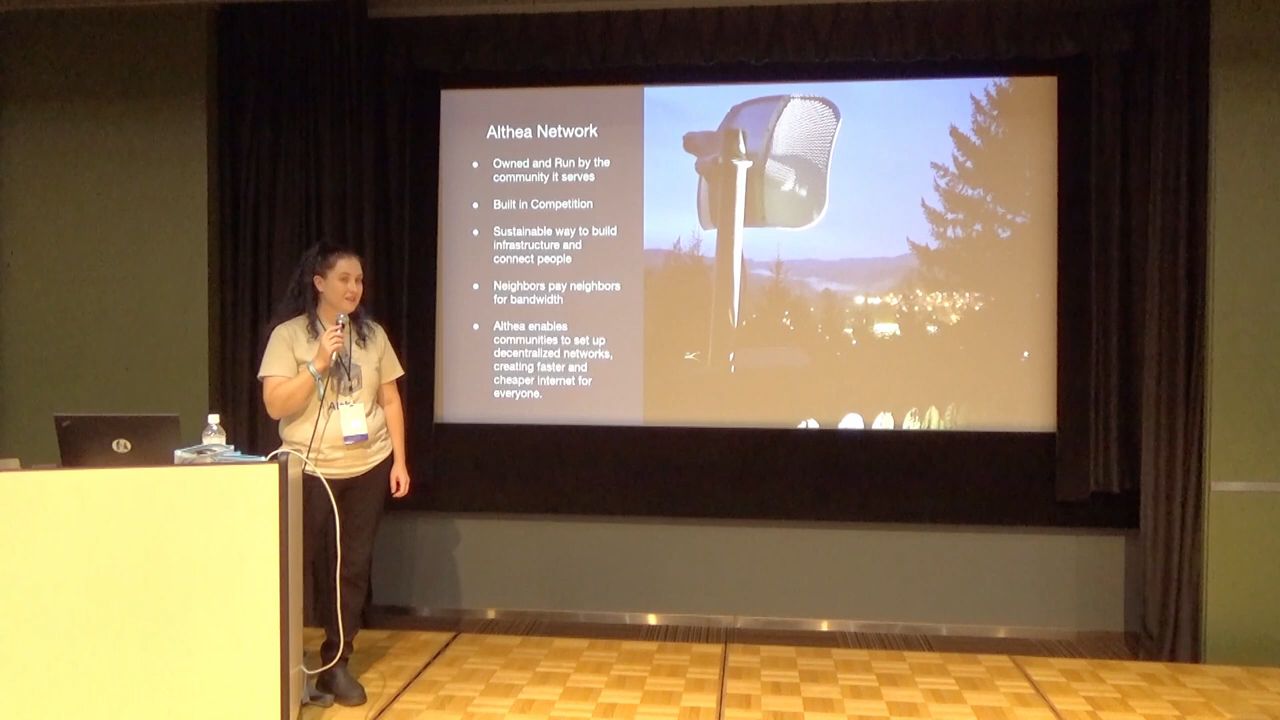 Althea Network
● Owned and Run by the
community it serves
● Built in Competition
● Sustainable way to build
infrastructure and
connect people
● Neighbors pay neighbors
for bandwidth
● Althea enables
communities to set up
decentralized networks,
creating faster and
cheaper internet for
everyone.